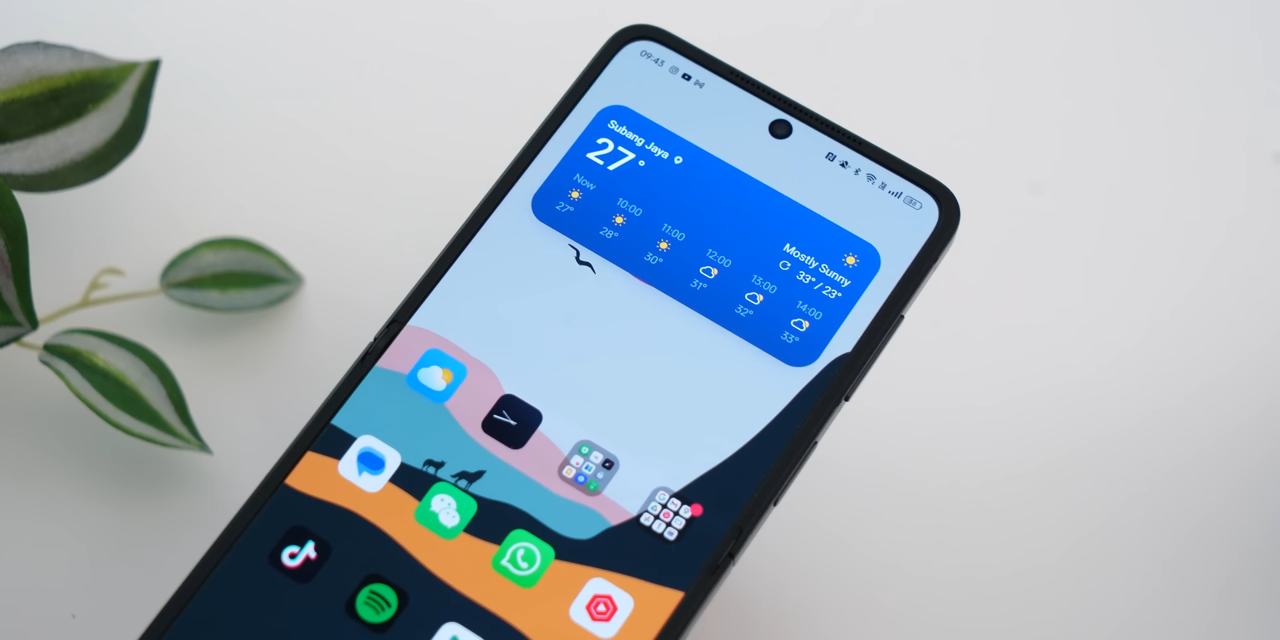 09:45
Subang Jaya
27°
Mostly Sunny
33° / 23°
Now 10:00 11:00 12:00 13:00 14:00
27° 28° 30° 31° 32° 33°